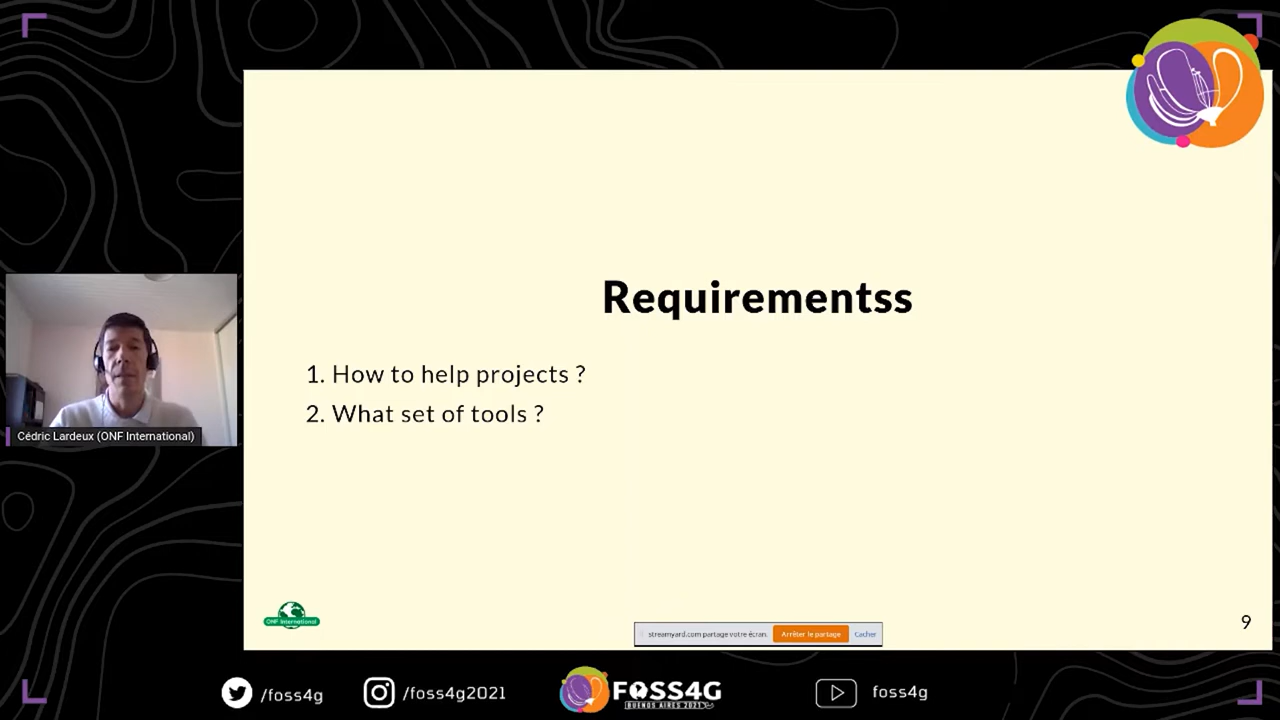 Requirementss
1. How to help projects ?
2. What set of tools ?
Cédric Lardeux (ONF International)
ONF International
streamyard.com partage votre écran.
Arrêter le partage
Cacher
9
/foss4g
/foss4g2021
FOSS4G
BUENOS AIRES 2021
foss4g